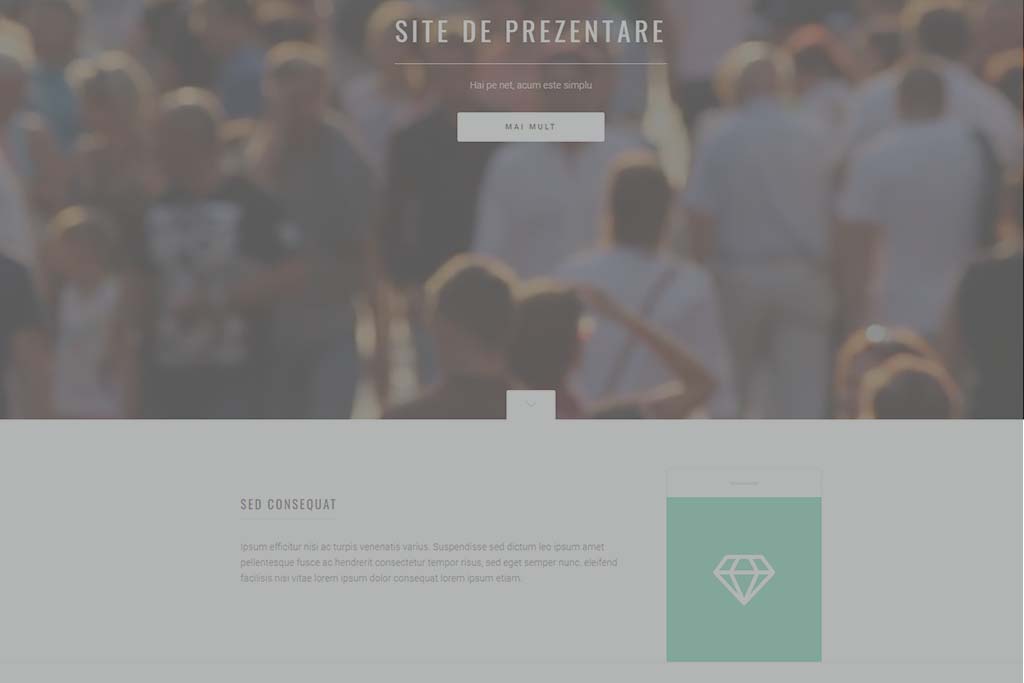 SITE DE PREZENTARE
Hai pe net, acum este simplu
MAI MULT
SED CONSEQUAT
Ipsum efficitur nisi ac turpis venenatis varius. Suspendisse sed dictum leo ipsum amet
pellentesque fusce ac hendrerit consectetur tempor risus, sed eget semper nunc. eleifend
facilisis nisi vitae lorem ipsum dolor consequat lorem ipsum etiam.